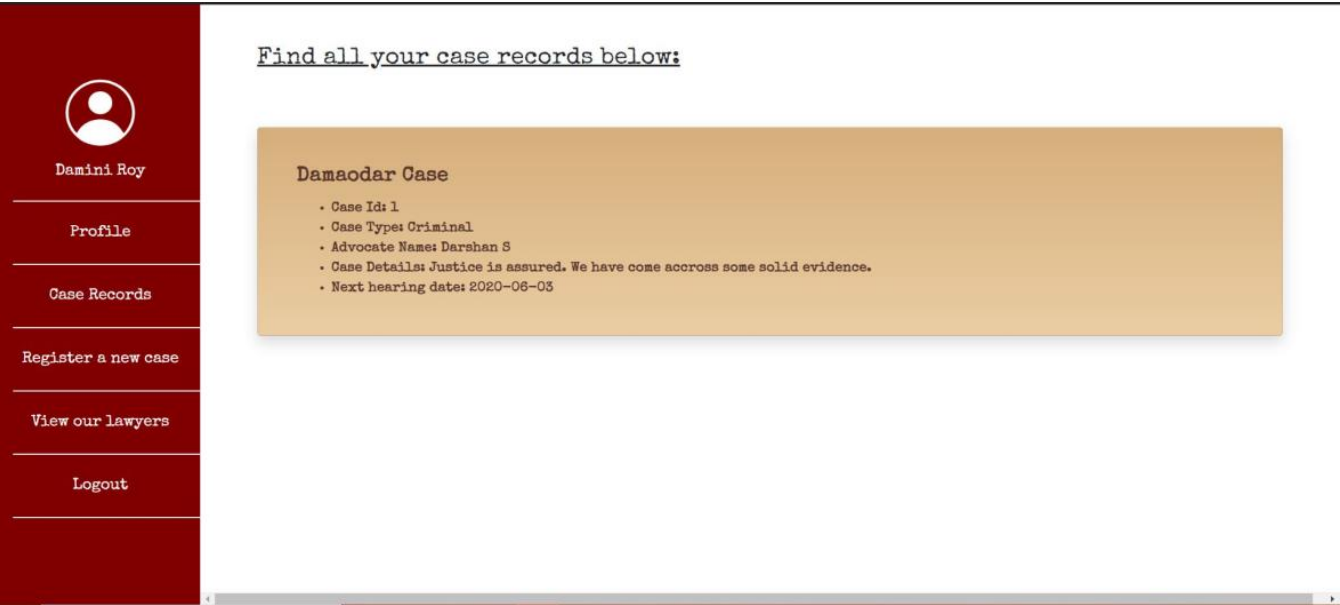 Damini Roy
Profile
Case Records
Register a new case
View our lawyers
Logout
Find all your case records below:
Damaodar Case
• Case Id: 1
• Case Type: Criminal
• Advocate Name: Darshan S
• Case Details: Justice is assured. We have come accross some solid evidence.
• Next hearing date: 2020-06-03